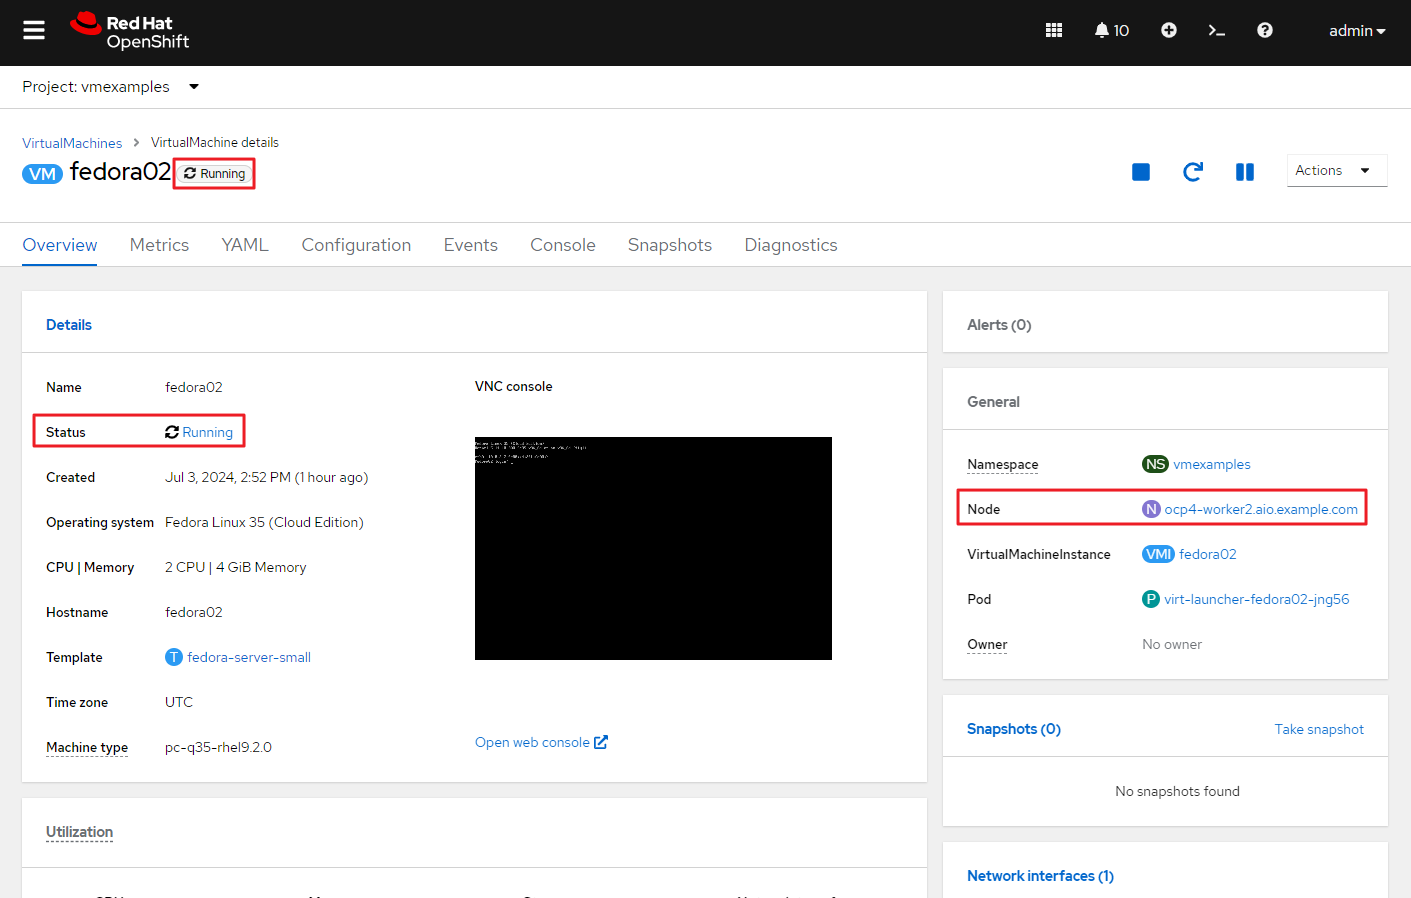 Red Hat
OpenShift
10
admin
Project: vmexamples
VirtualMachines > VirtualMachine details
VM fedora02 Running
Actions
Overview Metrics YAML Configuration Events Console Snapshots Diagnostics
Details
Name fedora02
Status Running
Created Jul 3, 2024, 2:52 PM (1 hour ago)
Operating system Fedora Linux 35 (Cloud Edition)
CPU | Memory 2 CPU | 4 GiB Memory
Hostname fedora02
Template T fedora-server-small
Time zone UTC
Machine type pc-q35-rhel9.2.0
VNC console
Open web console
Utilization
Alerts (0)
General
Namespace NS vmexamples
Node N ocp4-worker2.aio.example.com
VirtualMachineInstance VMI fedora02
Pod P virt-launcher-fedora02-jng56
Owner No owner
Snapshots (0) Take snapshot
No snapshots found
Network interfaces (1)